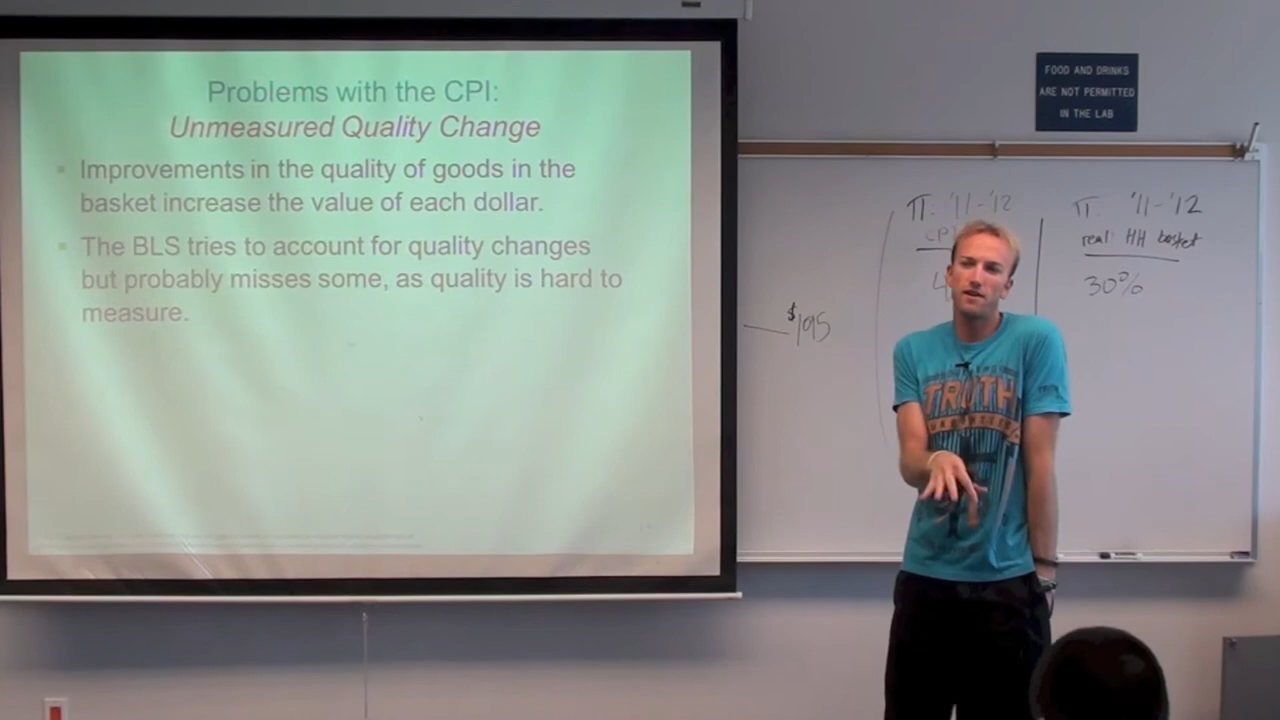 Problems with the CPI:
Unmeasured Quality Change
Improvements in the quality of goods in the
basket increase the value of each dollar.
The BLS tries to account for quality changes
but probably misses some, as quality is hard to
measure.
FOOD AND DRINKS
ARE NOT PERMITTED
IN THE LAB
$195
π: '11-'12
CP
4
π: '11-'12
real HH basket
30%
TRUTH